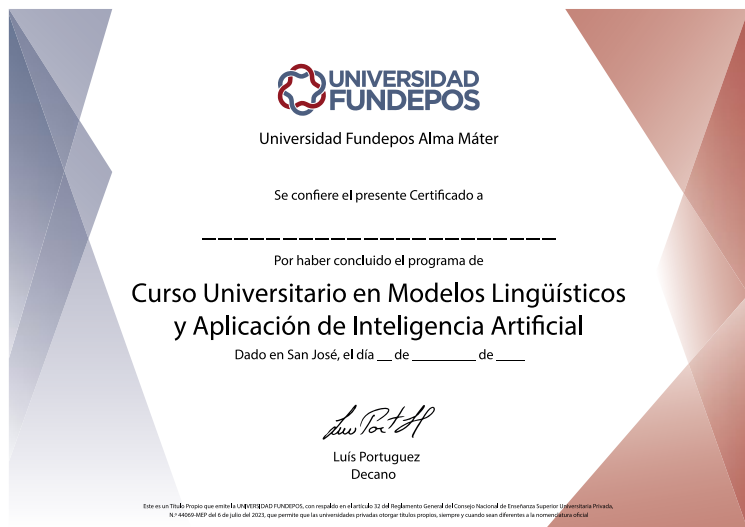 UNIVERSIDAD
FUNDEPOS
Universidad Fundepos Alma Máter
Se confiere el presente Certificado a
Por haber concluido el programa de
Curso Universitario en Modelos Lingüísticos
y Aplicación de Inteligencia Artificial
Dado en San José, el día __ de ________ de ____
Luís Portuguez
Decano
Este es un Título Propio que emite la UNIVERSIDAD FUNDEPOS, con respaldo en el artículo 32 del Reglamento General del Consejo Nacional de Enseñanza Superior Universitaria Privada,
N.º 44069-MEP del 6 de julio del 2023, que permite que las universidades privadas otorgar títulos propios, siempre y cuando sean diferentes a la nomenclatura oficial